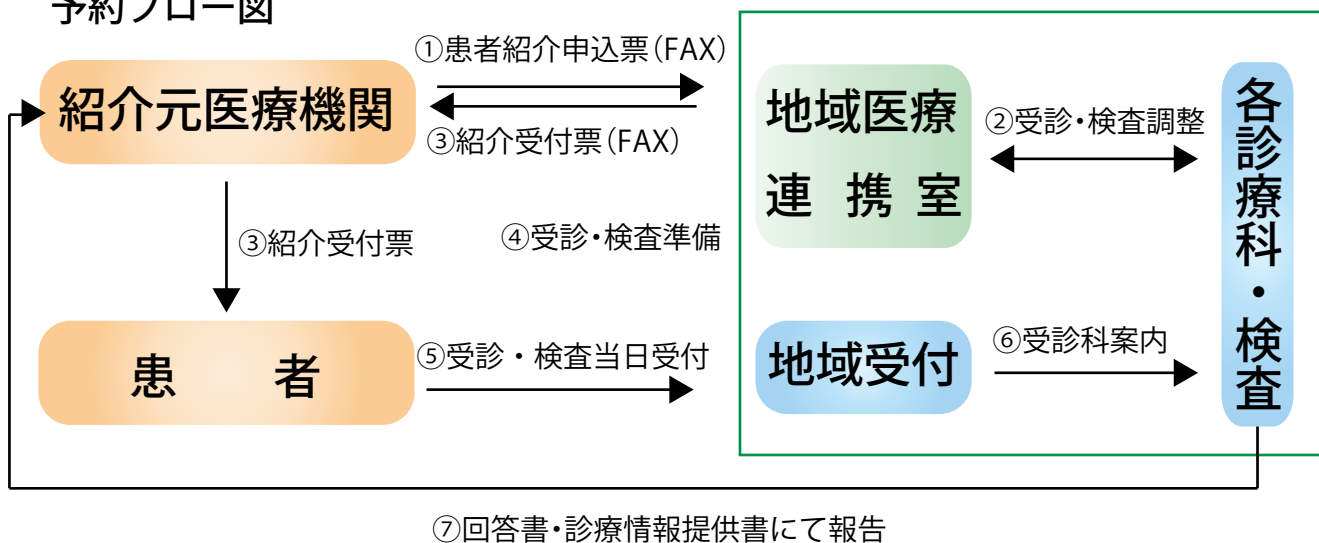 予約フロー図
①患者紹介申込票(FAX)
紹介元医療機関
③紹介受付票(FAX)
地域医療
連携室
②受診・検査調整
各診療科・検査
③紹介受付票
④受診・検査準備
患者
⑤受診・検査当日受付
地域受付
⑥受診科案内
⑦回答書・診療情報提供書にて報告